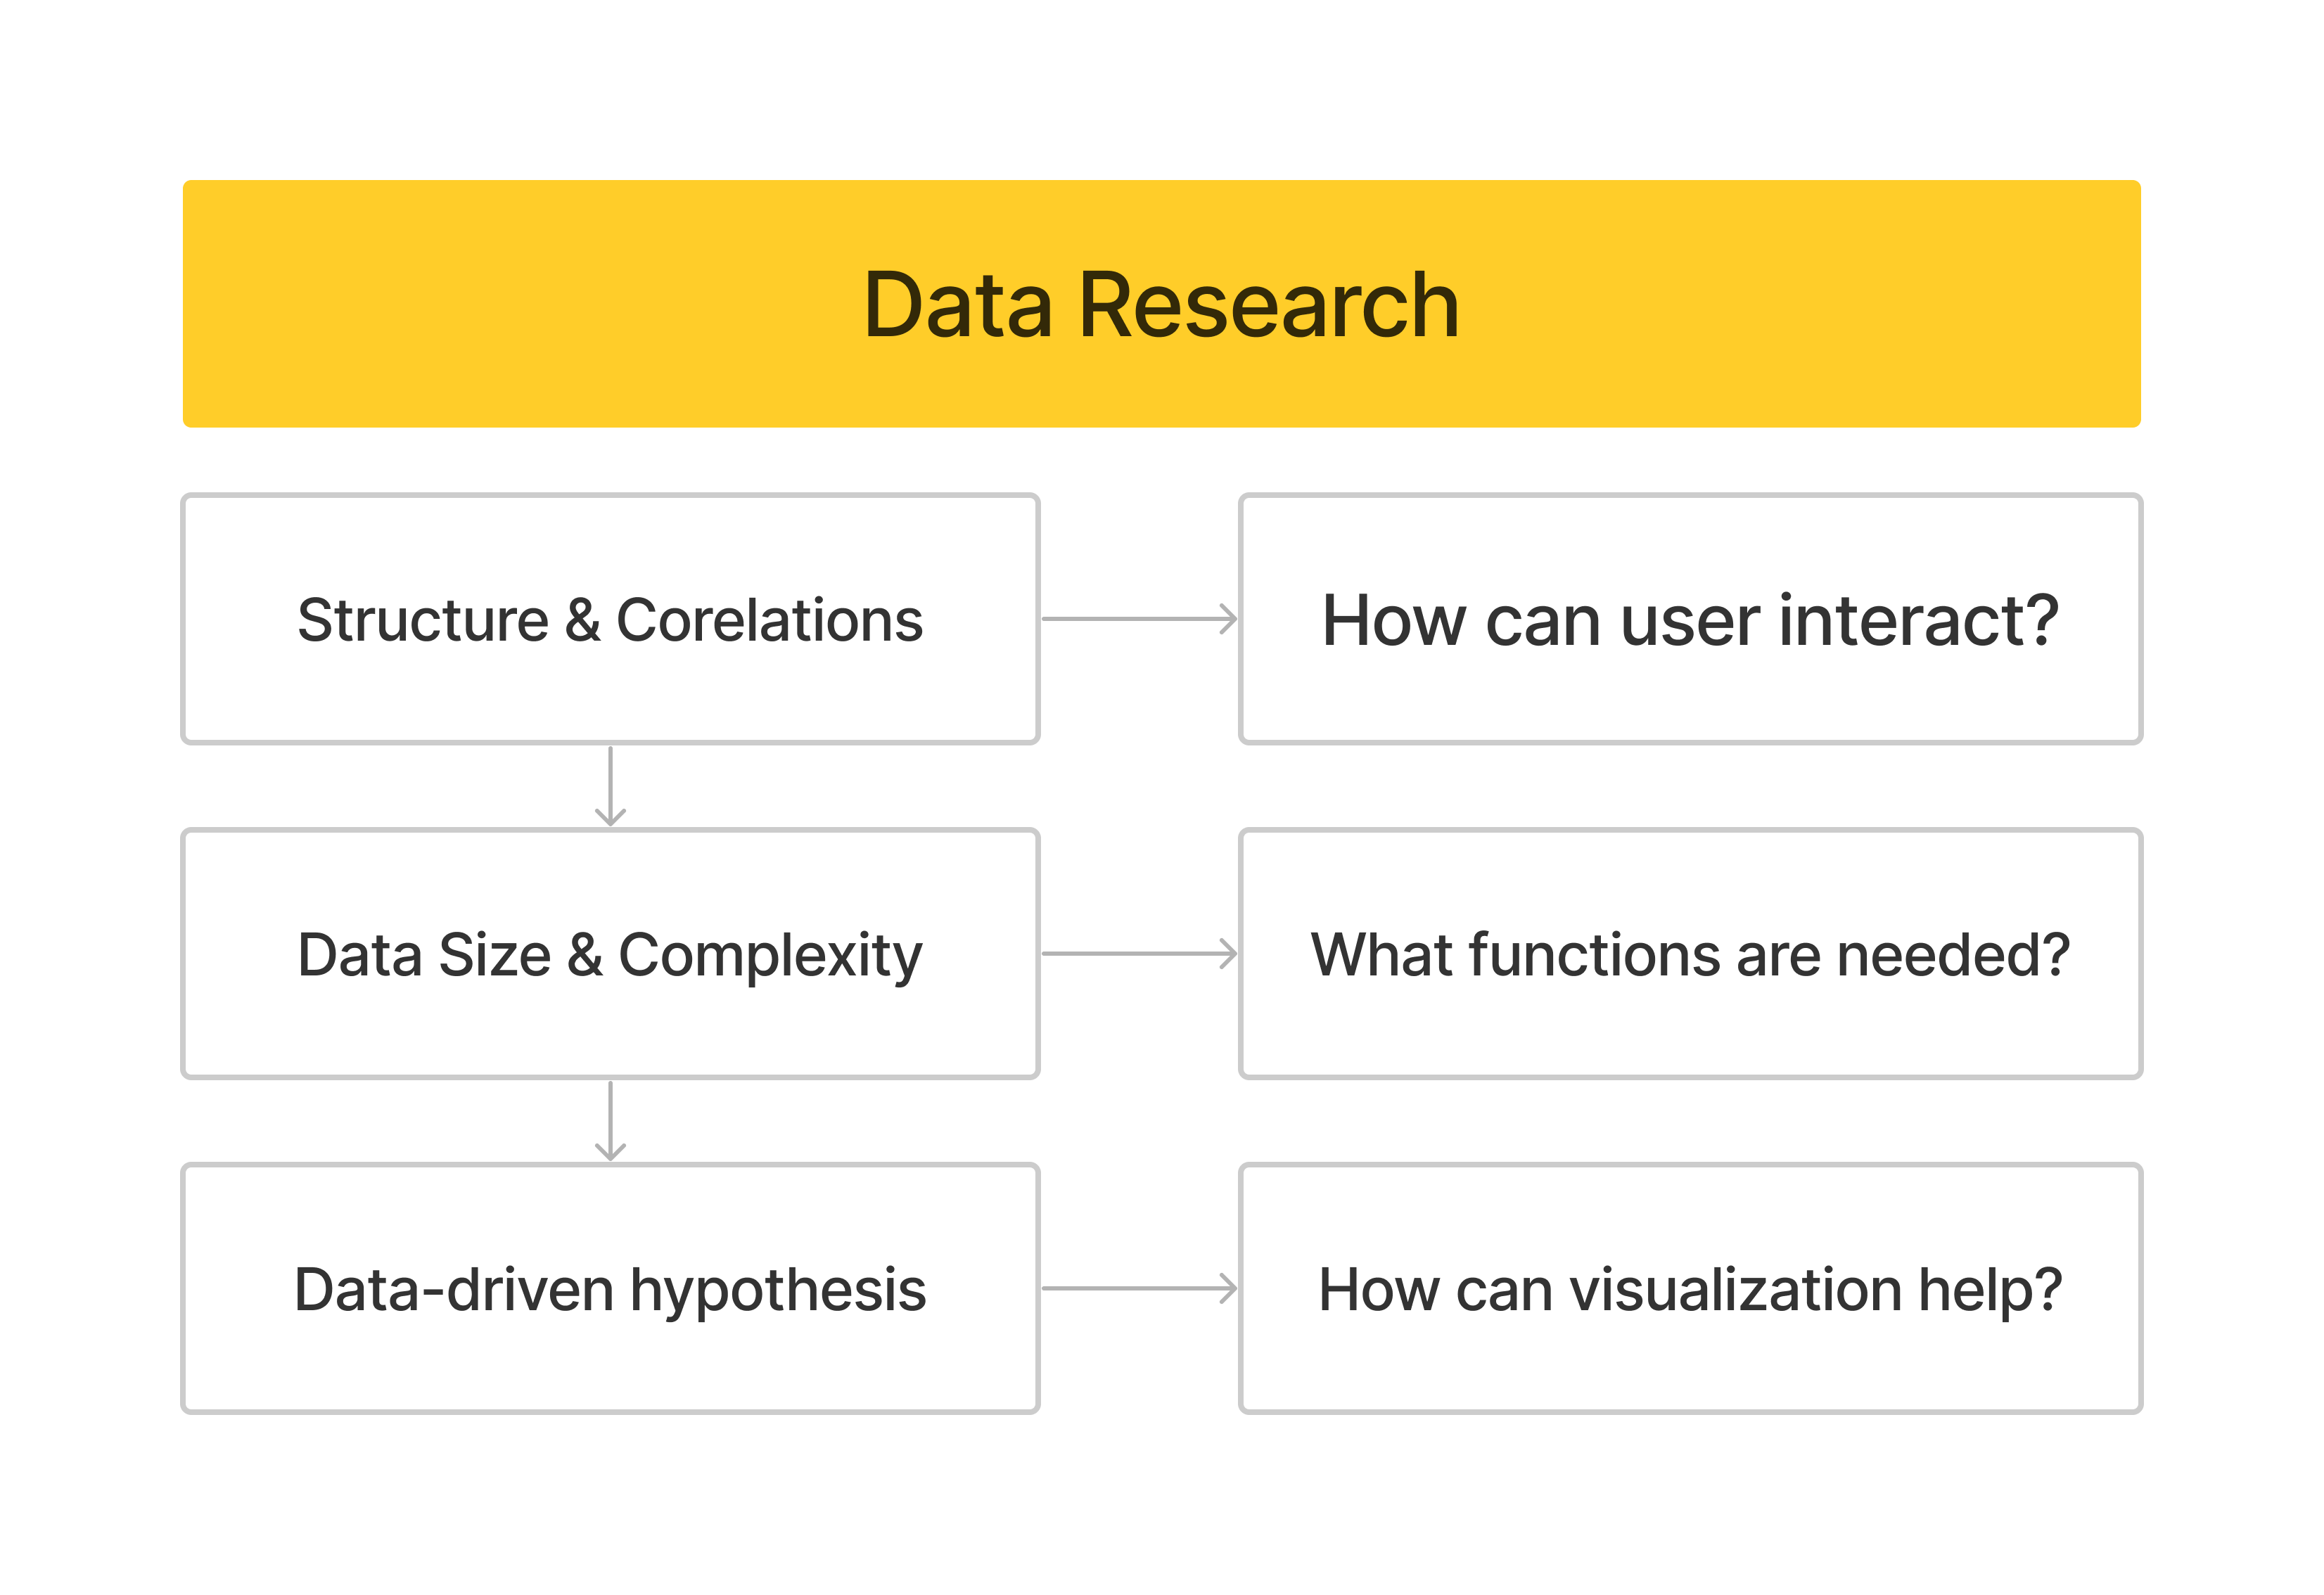 Data Research
Structure & Corelations
How can user interact?
Data Size & Complexity
What functions are needed?
Data-driven hypothesis
How can visualization help?